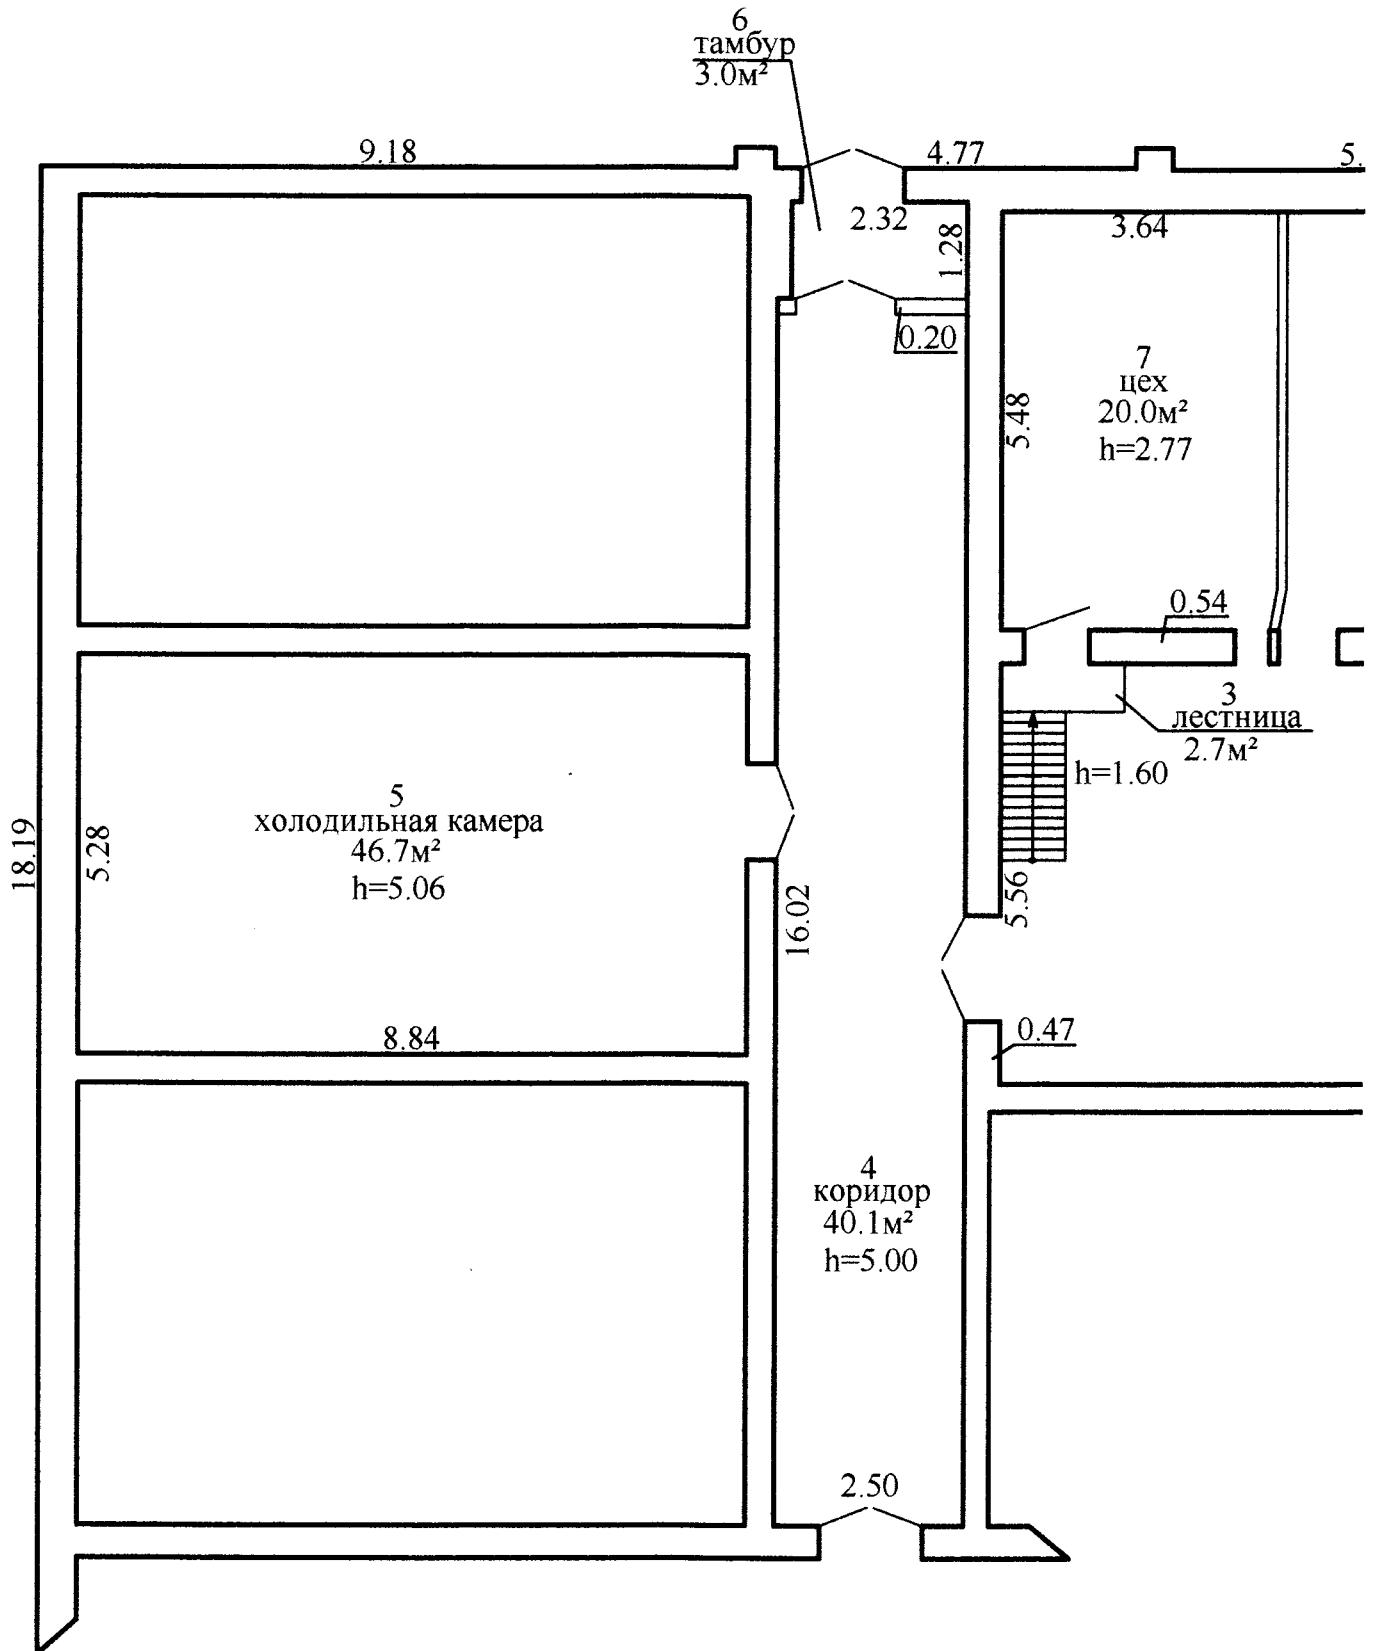 6
тамбур
3.0м²
9.18
4.77
5.
2.32
1.28
3.64
0.20
7
цех
20.0м²
h=2.77
5.48
0.54
3
лестница
2.7м²
h=1.60
5
холодильная камера
46.7м²
h=5.06
18.19
5.28
16.02
5.56
8.84
0.47
4
коридор
40.1м²
h=5.00
2.50